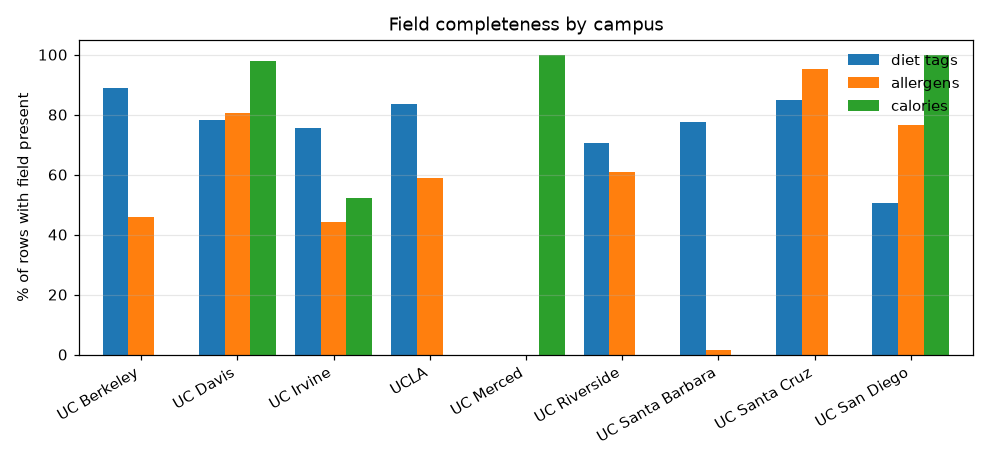 Field completeness by campus
% of rows with field present
100
80
60
40
20
0
diet tags
allergens
calories
UC Berkeley
UC Davis
UC Irvine
UCLA
UC Merced
UC Riverside
UC Santa Barbara
UC Santa Cruz
UC San Diego